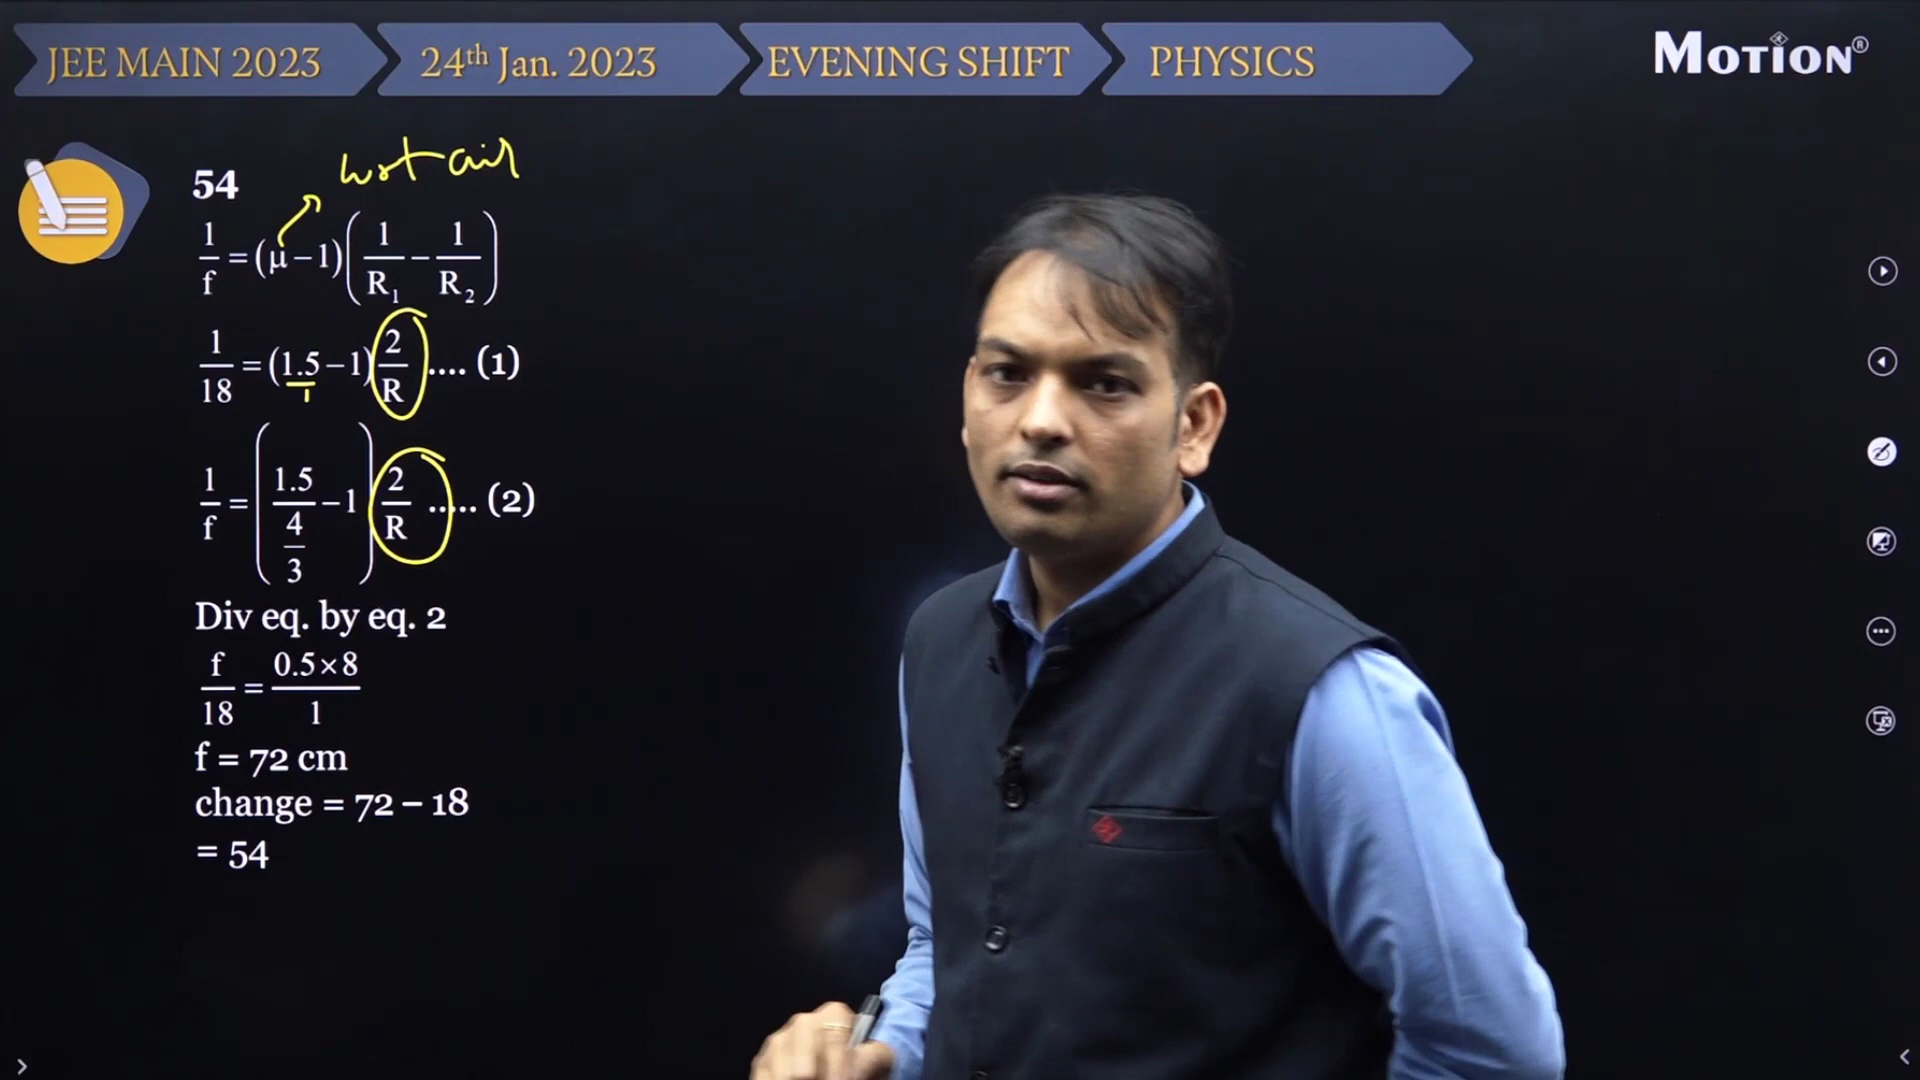 JEE MAIN 2023 24th Jan. 2023 EVENING SHIFT PHYSICS
MOTION®
wrt air
54
1/f = (μ − 1)(1/R₁ − 1/R₂)
1/18 = (1.5 − 1) 2/R .... (1)
1
1/f = (1.5/(4/3) − 1) 2/R ..... (2)
Div eq. by eq. 2
f/18 = 0.5×8/1
f = 72 cm
change = 72 − 18
= 54